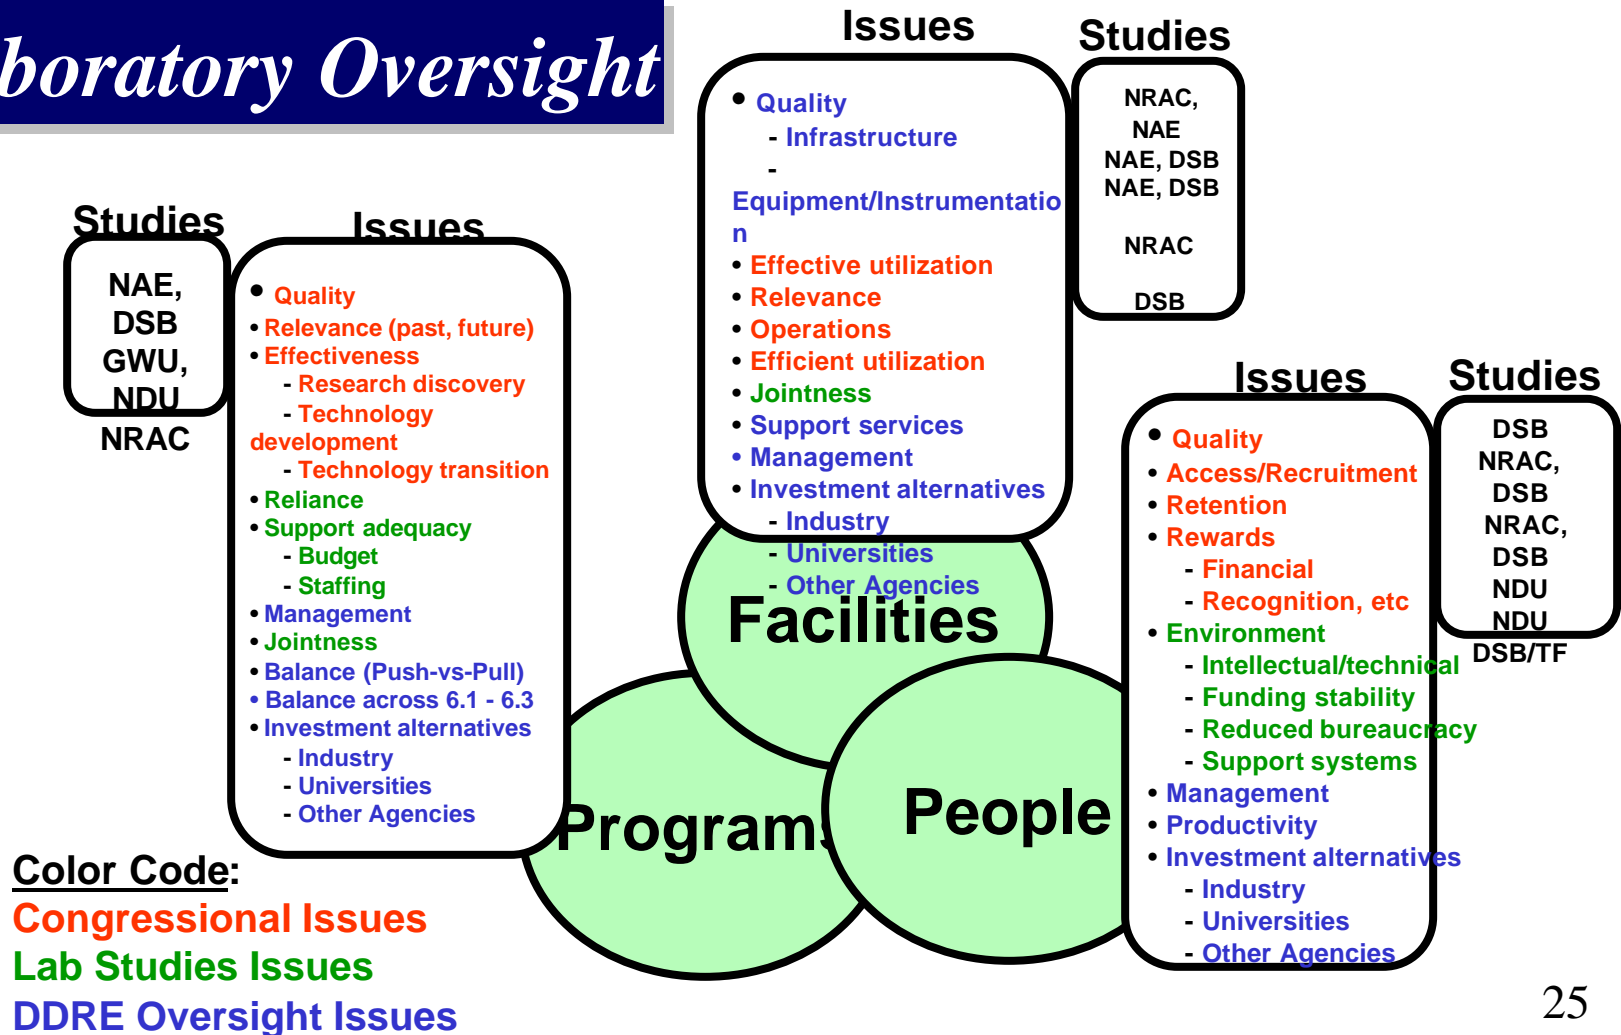 boratory Oversight
Issues
Studies
• Quality
- Infrastructure
-
Equipment/Instrumentatio
n
• Effective utilization
• Relevance
• Operations
• Efficient utilization
• Jointness
• Support services
• Management
• Investment alternatives
- Industry
- Universities
- Other Agencies
NRAC,
NAE
NAE, DSB
NAE, DSB
NRAC
DSB
Studies
Issues
NAE,
DSB
GWU,
NDU
NRAC
• Quality
• Relevance (past, future)
• Effectiveness
- Research discovery
- Technology
development
- Technology transition
• Reliance
• Support adequacy
- Budget
- Staffing
• Management
• Jointness
• Balance (Push-vs-Pull)
• Balance across 6.1 - 6.3
• Investment alternatives
- Industry
- Universities
- Other Agencies
Issues
Studies
• Quality
• Access/Recruitment
• Retention
• Rewards
- Financial
- Recognition, etc
• Environment
- Intellectual/technical
- Funding stability
- Reduced bureaucracy
- Support systems
• Management
• Productivity
• Investment alternatives
- Industry
- Universities
- Other Agencies
DSB
NRAC,
DSB
NRAC,
DSB
NDU
NDU
DSB/TF
Facilities
Programs
People
Color Code:
Congressional Issues
Lab Studies Issues
DDRE Oversight Issues
25